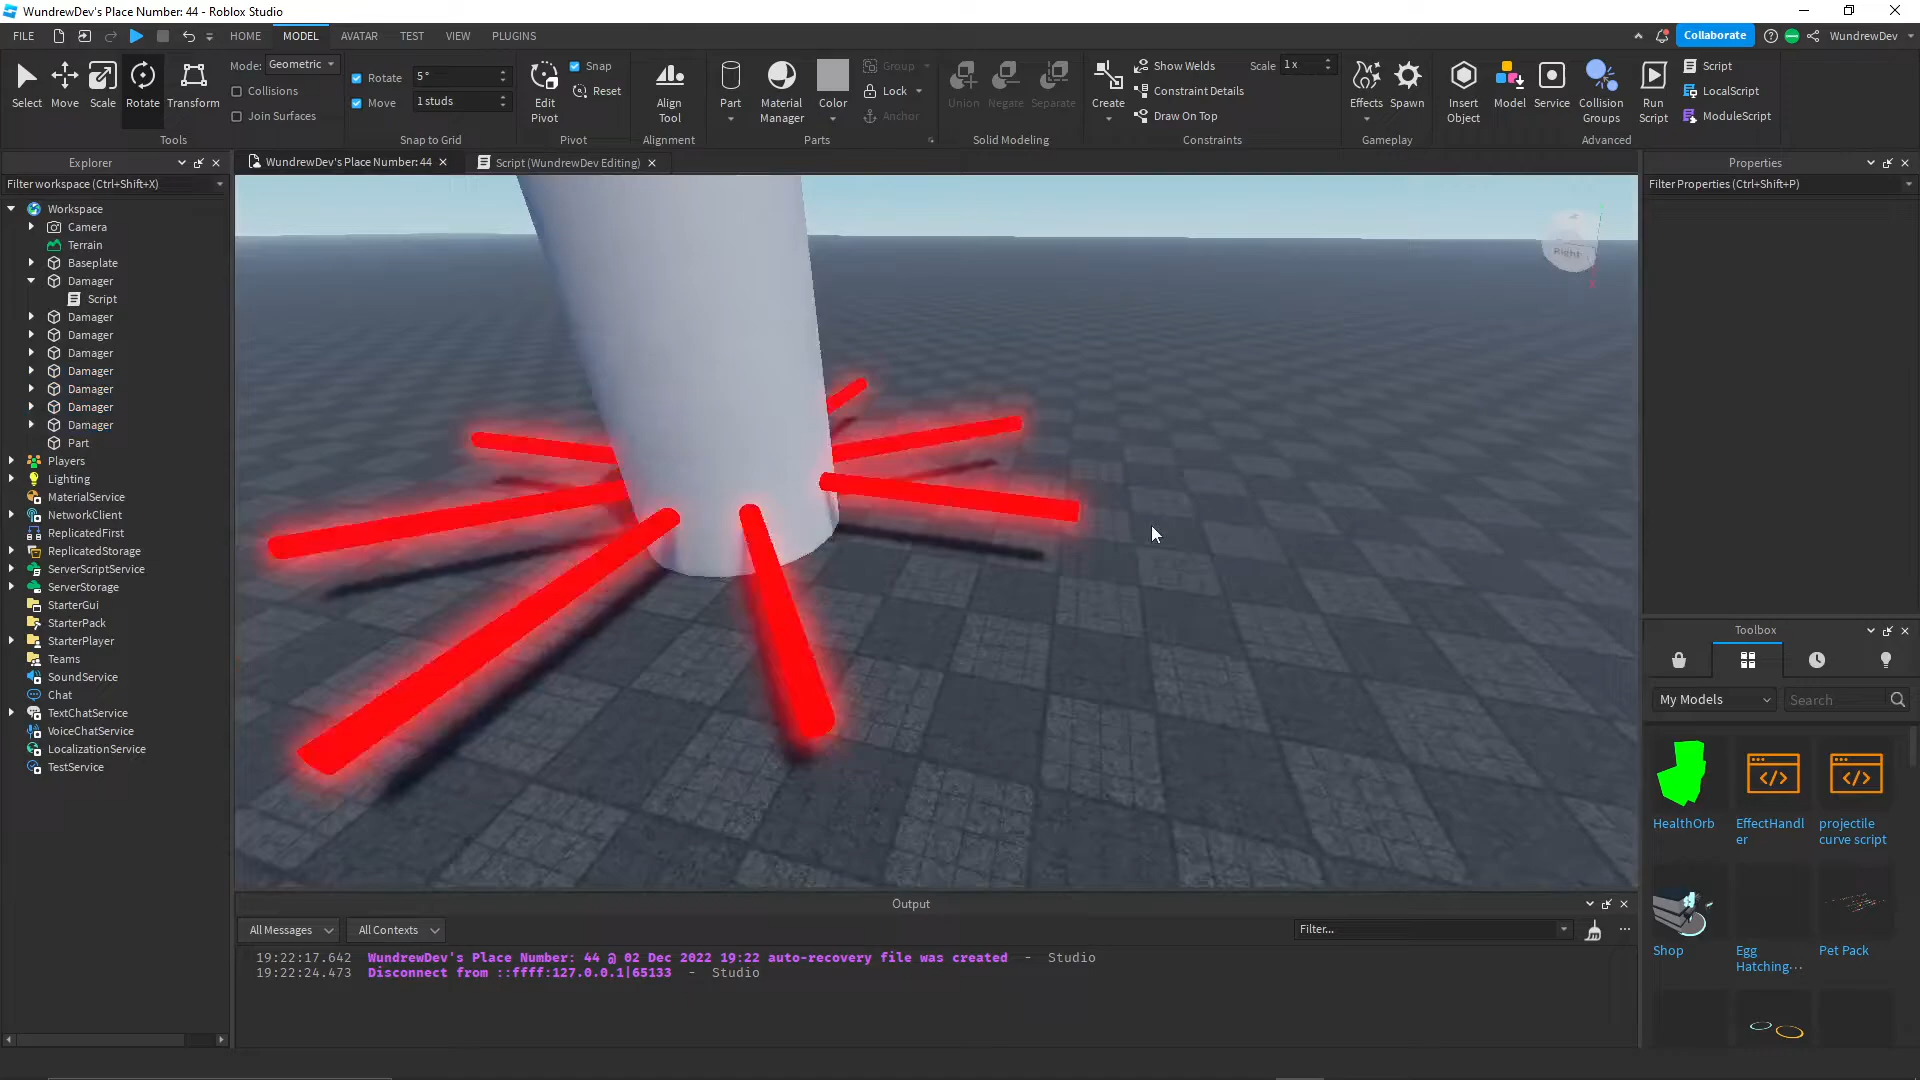 WundrewDev's Place Number: 44 - Roblox Studio
FILE HOME MODEL AVATAR TEST VIEW PLUGINS Collaborate WundrewDev
Select Move Scale Rotate Transform
Mode: Geometric
Collisions
Join Surfaces
Tools
Rotate 5°
Move 1 studs
Snap to Grid
Edit Pivot
Snap
Reset
Pivot
Align Tool
Alignment
Part
Material Manager
Color
Group
Lock
Anchor
Parts
Union Negate Separate
Solid Modeling
Create
Show Welds
Constraint Details
Draw On Top
Scale 1 x
Constraints
Effects Spawn
Gameplay
Insert Object
Model
Service
Collision Groups
Run Script
Script
LocalScript
ModuleScript
Advanced
Explorer
Filter workspace (Ctrl+Shift+X)
Workspace
Camera
Terrain
Baseplate
Damager
Script
Damager
Damager
Damager
Damager
Damager
Damager
Damager
Part
Players
Lighting
MaterialService
NetworkClient
ReplicatedFirst
ReplicatedStorage
ServerScriptService
ServerStorage
StarterGui
StarterPack
StarterPlayer
Teams
SoundService
Chat
TextChatService
VoiceChatService
LocalizationService
TestService
WundrewDev's Place Number: 44
Script (WundrewDev Editing)
Right
Output
All Messages All Contexts Filter...
19:22:17.642 WundrewDev's Place Number: 44 @ 02 Dec 2022 19:22 auto-recovery file was created - Studio
19:22:24.473 Disconnect from ::ffff:127.0.0.1|65133 - Studio
Properties
Filter Properties (Ctrl+Shift+P)
Toolbox
My Models Search
HealthOrb
EffectHandl
er
projectile
curve script
Shop
Egg
Hatching...
Pet Pack